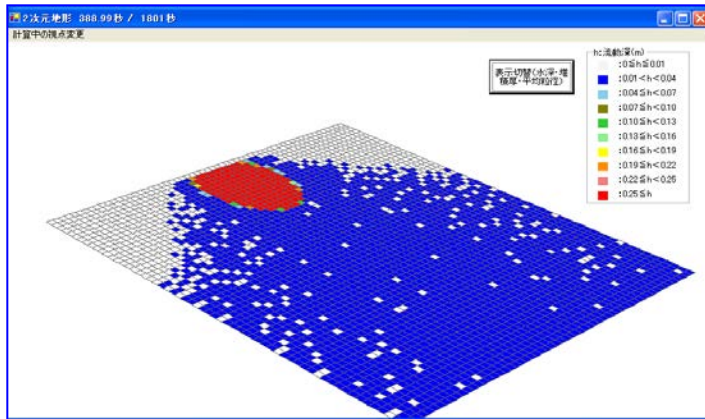 2次元地形 388.99秒 / 1801秒
計算中の視点変更
表示切替(水深・堆
積厚・平均粒径)
h:流動深(m)
:0≦h≦0.01
:0.01<h<0.04
:0.04≦h<0.07
:0.07≦h<0.10
:0.10≦h<0.13
:0.13≦h<0.16
:0.16≦h<0.19
:0.19≦h<0.22
:0.22≦h<0.25
:0.25≦h